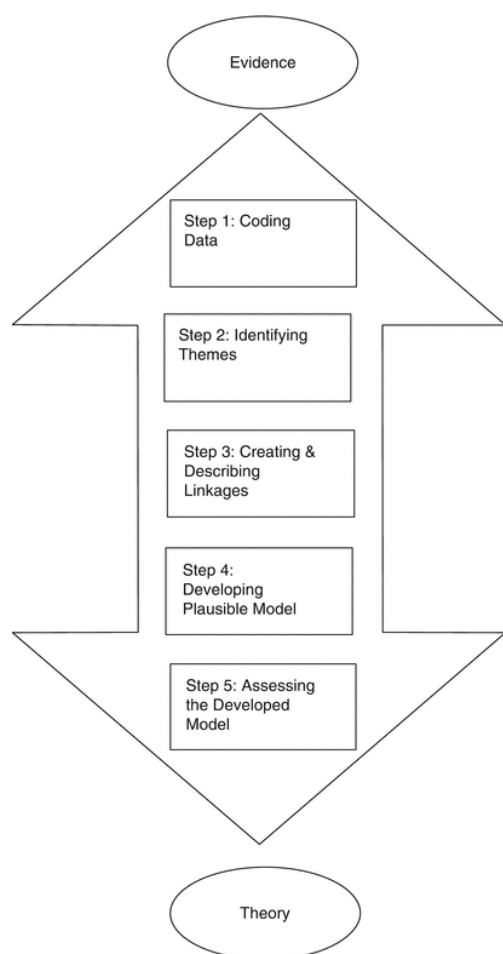 Evidence
Step 1: Coding
Data
Step 2: Identifying
Themes
Step 3: Creating &
Describing
Linkages
Step 4:
Developing
Plausible Model
Step 5: Assessing
the Developed
Model
Theory